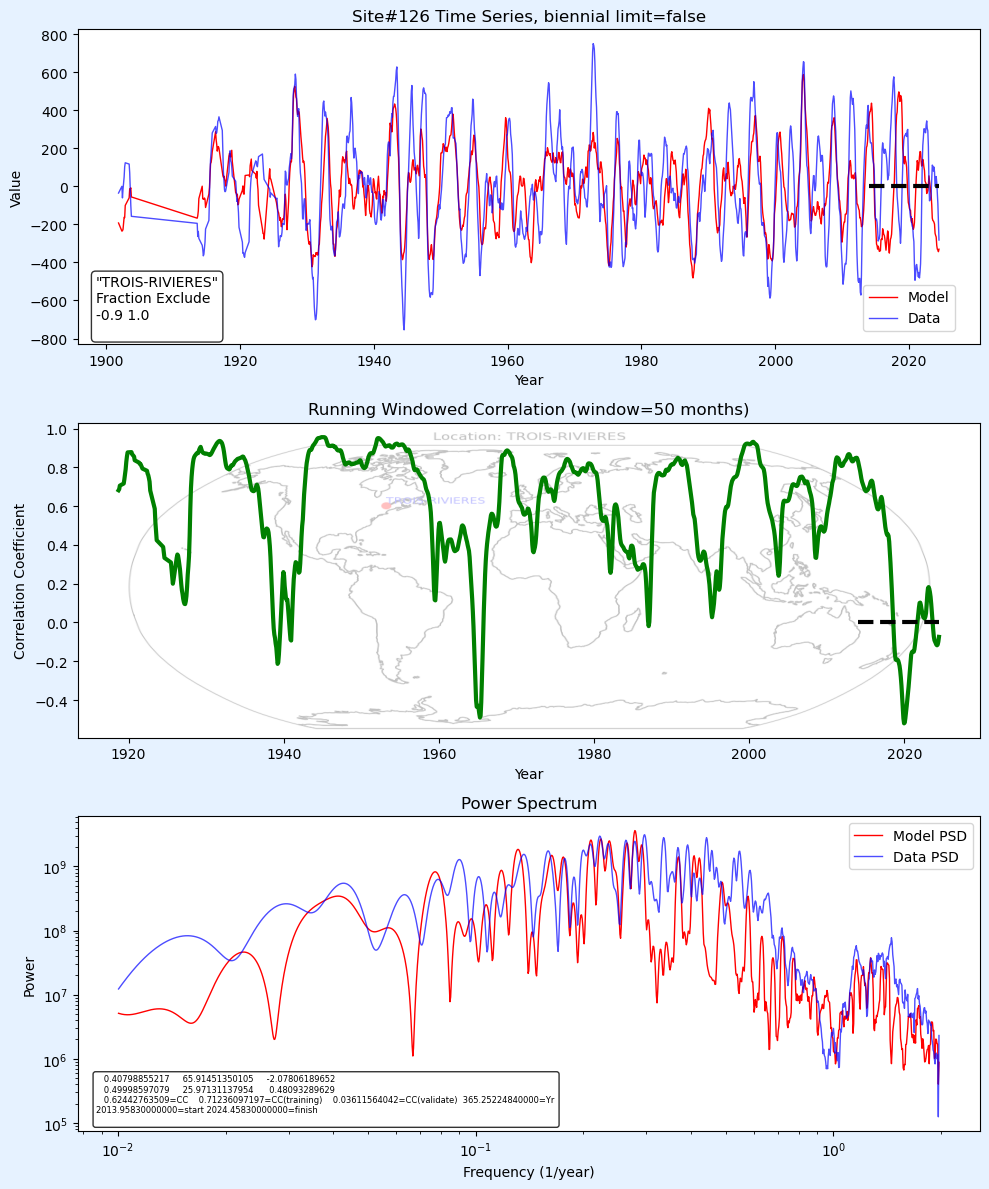 Site#126 Time Series, biennial limit=false
800
600
400
200
0
−200
−400
−600
−800
Value
"TROIS-RIVIERES"
Fraction Exclude
-0.9 1.0
Model
Data
1900 1920 1940 1960 1980 2000 2020
Year
Running Windowed Correlation (window=50 months)
1.0
0.8
0.6
0.4
0.2
0.0
−0.2
−0.4
Correlation Coefficient
Location: TROIS-RIVIERES
TROIS-RIVIERES
1920 1940 1960 1980 2000 2020
Year
Power Spectrum
10⁹
10⁸
10⁷
10⁶
10⁵
Power
Model PSD
Data PSD
0.40798855217 65.91451350105 -2.07806189652
0.49998597079 25.97131137954 0.48093289629
0.62442763509=CC 0.71236097197=CC(training) 0.03611564042=CC(validate) 365.25224840000=Yr
2013.95830000000=start 2024.45830000000=finish
10⁻² 10⁻¹ 10⁰
Frequency (1/year)